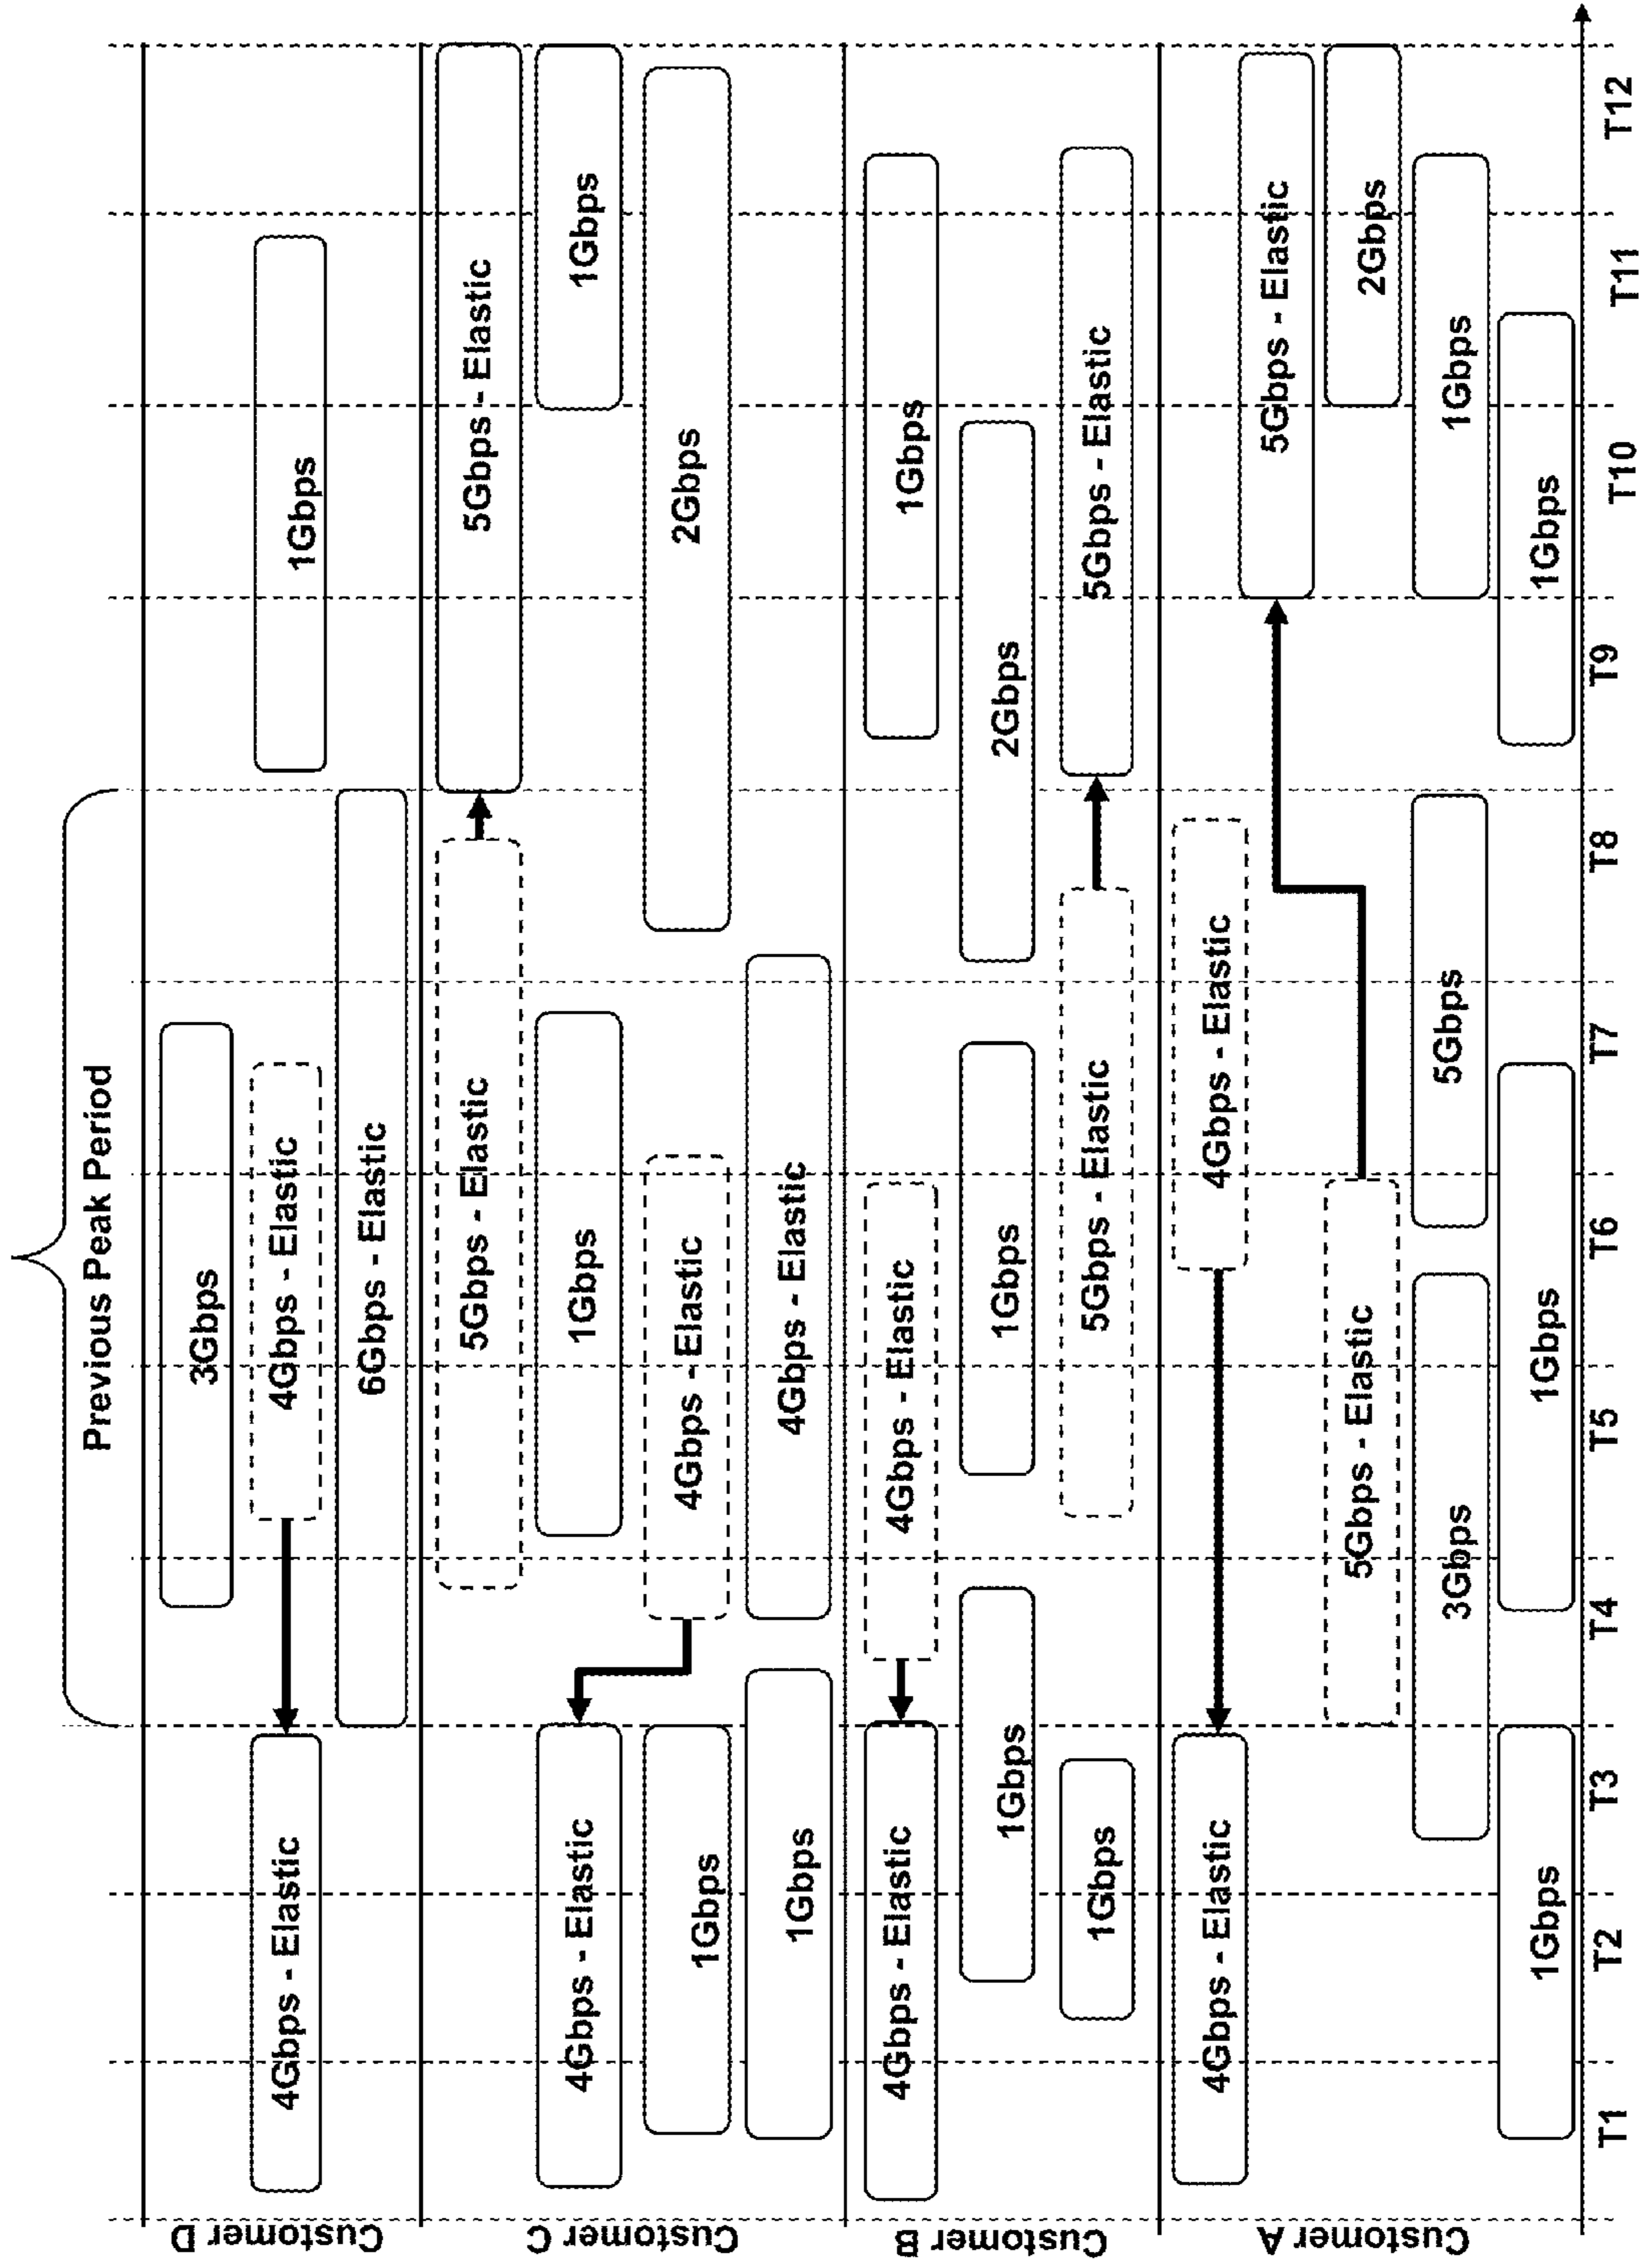 Previous Peak Period
Customer D
3Gbps
4Gbps - Elastic
4Gbps - Elastic
1Gbps
6Gbps - Elastic
Customer C
5Gbps - Elastic
5Gbps - Elastic
4Gbps - Elastic
1Gbps
1Gbps
1Gbps
4Gbps - Elastic
2Gbps
1Gbps
4Gbps - Elastic
Customer B
4Gbps - Elastic
4Gbps - Elastic
1Gbps
1Gbps
1Gbps
2Gbps
1Gbps
5Gbps - Elastic
5Gbps - Elastic
Customer A
4Gbps - Elastic
4Gbps - Elastic
5Gbps - Elastic
5Gbps - Elastic
2Gbps
3Gbps
5Gbps
1Gbps
1Gbps
1Gbps
1Gbps
T1 T2 T3 T4 T5 T6 T7 T8 T9 T10 T11 T12